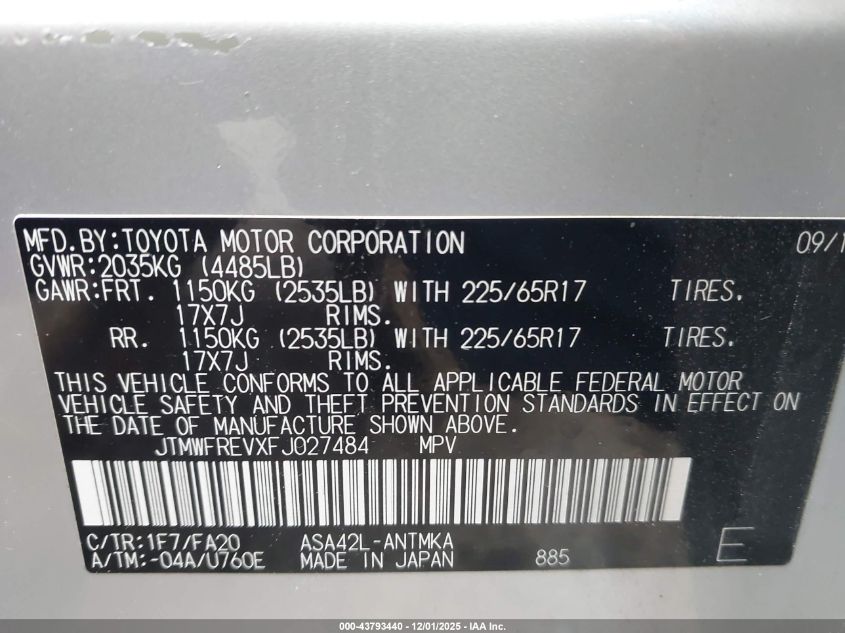 MFD.BY:TOYOTA MOTOR CORPORATION 09/1
GVWR:2035KG (4485LB)
GAWR:FRT. 1150KG (2535LB) WITH 225/65R17 TIRES.
17X7J RIMS.
RR. 1150KG (2535LB) WITH 225/65R17 TIRES.
17X7J RIMS.
THIS VEHICLE CONFORMS TO ALL APPLICABLE FEDERAL MOTOR
VEHICLE SAFETY AND THEFT PREVENTION STANDARDS IN EFFECT ON
THE DATE OF MANUFACTURE SHOWN ABOVE.
JTMWFREVXFJ027484 MPV
C/TR:1F7/FA20 ASA42L-ANTMKA
A/TM:-04A/U760E MADE IN JAPAN 885 E
000-43793440 - 12/01/2025 - IAA Inc.